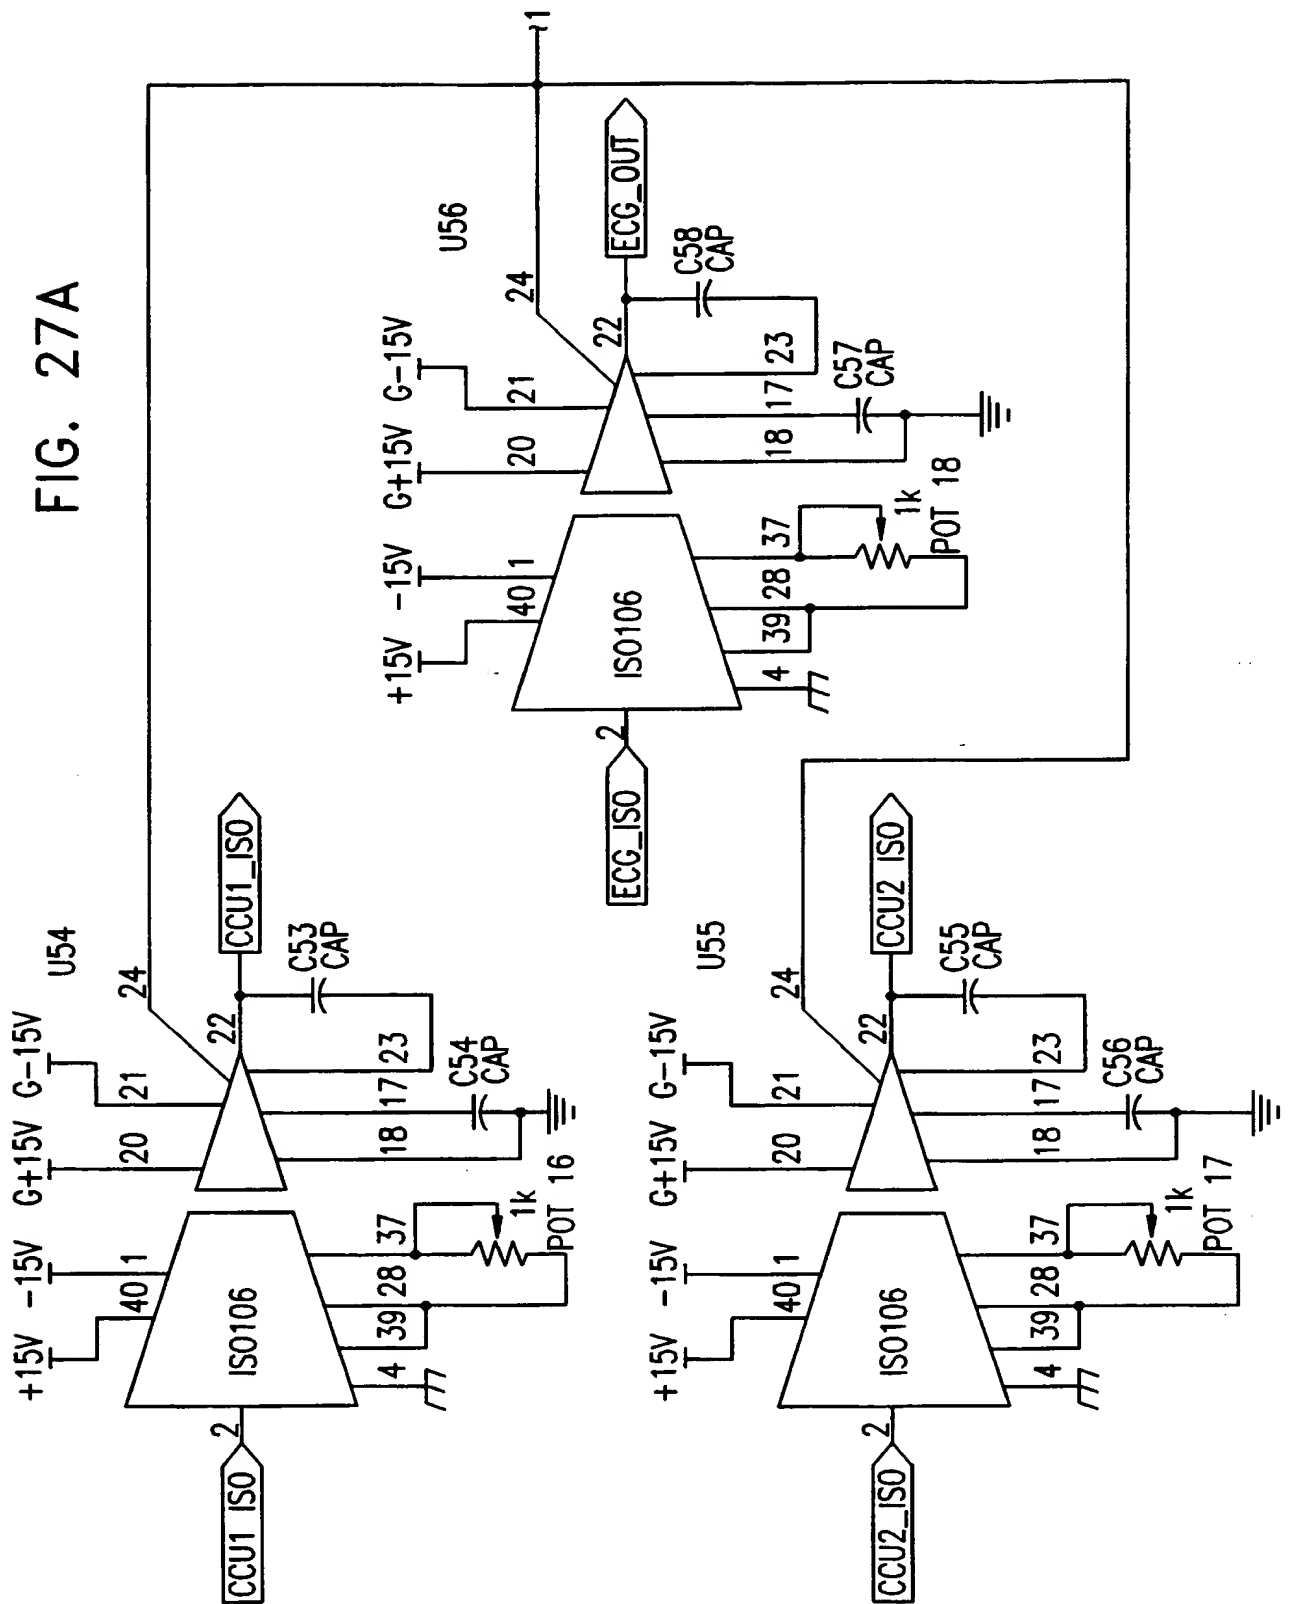 FIG. 27A
U54
+15V
-15V
G+15V
G-15V
40
1
20
21
24
CCU1 ISO
2
ISO106
22
CCU1_ISO
4
39
28
37
18
17
23
C53
CAP
C54
CAP
1k
POT 16
U56
+15V
-15V
G+15V
G-15V
40
1
20
21
24
~1
ECG_ISO
2
ISO106
22
ECG_OUT
4
39
28
37
18
17
23
C58
CAP
C57
CAP
1k
POT 18
U55
+15V
-15V
G+15V
G-15V
40
1
20
21
24
CCU2_ISO
2
ISO106
22
CCU2 ISO
4
39
28
37
18
17
23
C55
CAP
C56
CAP
1k
POT 17